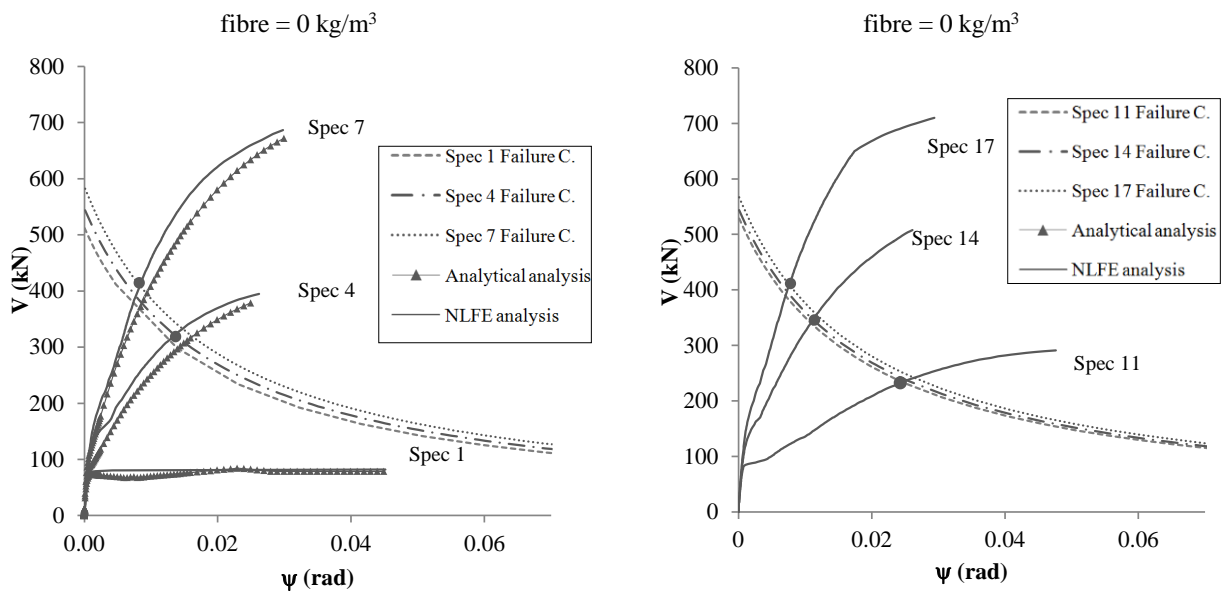 fibre = 0 kg/m³
800
700
600
500
400
300
200
100
0
V (kN)
0.00
0.02
0.04
0.06
ψ (rad)
Spec 7
Spec 4
Spec 1
Spec 1 Failure C.
Spec 4 Failure C.
Spec 7 Failure C.
Analytical analysis
NLFE analysis
fibre = 0 kg/m³
800
700
600
500
400
300
200
100
0
V (kN)
0
0.02
0.04
0.06
ψ (rad)
Spec 17
Spec 14
Spec 11
Spec 11 Failure C.
Spec 14 Failure C.
Spec 17 Failure C.
Analytical analysis
NLFE analysis